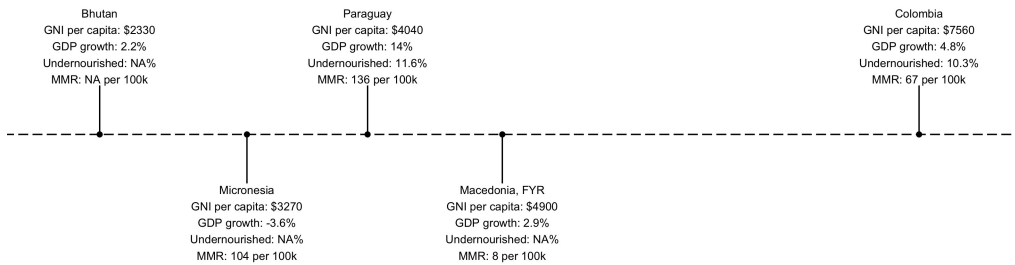 Bhutan
GNI per capita: $2330
GDP growth: 2.2%
Undernourished: NA%
MMR: NA per 100k
Paraguay
GNI per capita: $4040
GDP growth: 14%
Undernourished: 11.6%
MMR: 136 per 100k
Colombia
GNI per capita: $7560
GDP growth: 4.8%
Undernourished: 10.3%
MMR: 67 per 100k
Micronesia
GNI per capita: $3270
GDP growth: -3.6%
Undernourished: NA%
MMR: 104 per 100k
Macedonia, FYR
GNI per capita: $4900
GDP growth: 2.9%
Undernourished: NA%
MMR: 8 per 100k